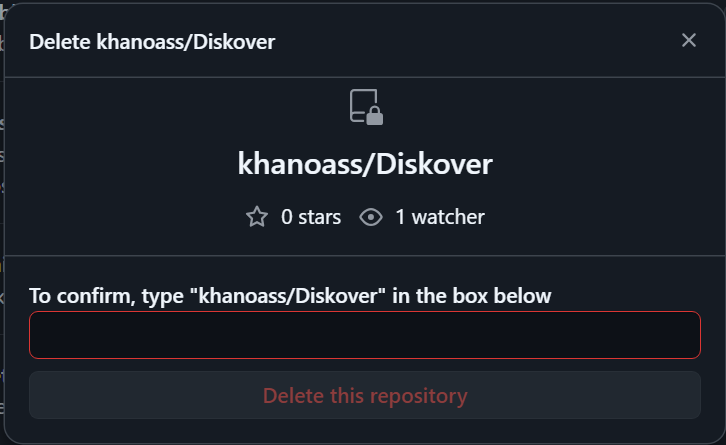 Delete khanoass/Diskover
khanoass/Diskover
0 stars 1 watcher
To confirm, type "khanoass/Diskover" in the box below
Delete this repository